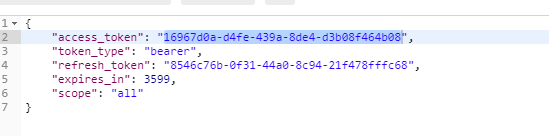 1 {
2 "access_token": "16967d0a-d4fe-439a-8de4-d3b08f464b08",
3 "token_type": "bearer",
4 "refresh_token": "8546c76b-0f31-44a0-8c94-21f478fffc68",
5 "expires_in": 3599,
6 "scope": "all"
7 }